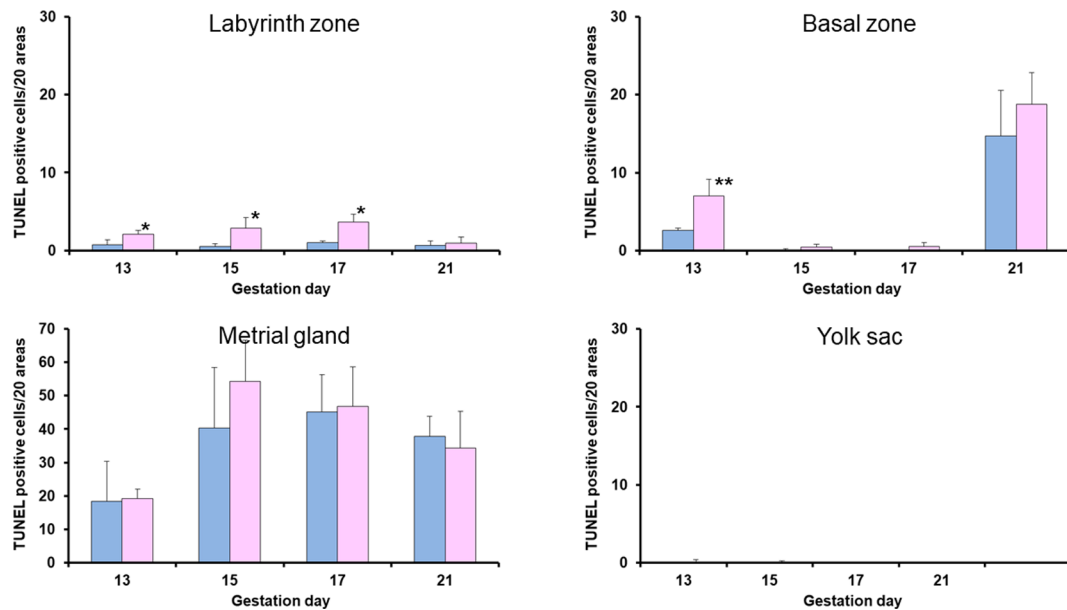 Labyrinth zone
TUNEL positive cells/20 areas
30
20
10
0
*
*
*
13 15 17 21
Gestation day
Basal zone
TUNEL positive cells/20 areas
30
20
10
0
**
13 15 17 21
Gestation day
Metrial gland
TUNEL positive cells/20 areas
70
60
50
40
30
20
10
0
13 15 17 21
Gestation day
Yolk sac
TUNEL positive cells/20 areas
30
20
10
0
13 15 17 21
Gestation day